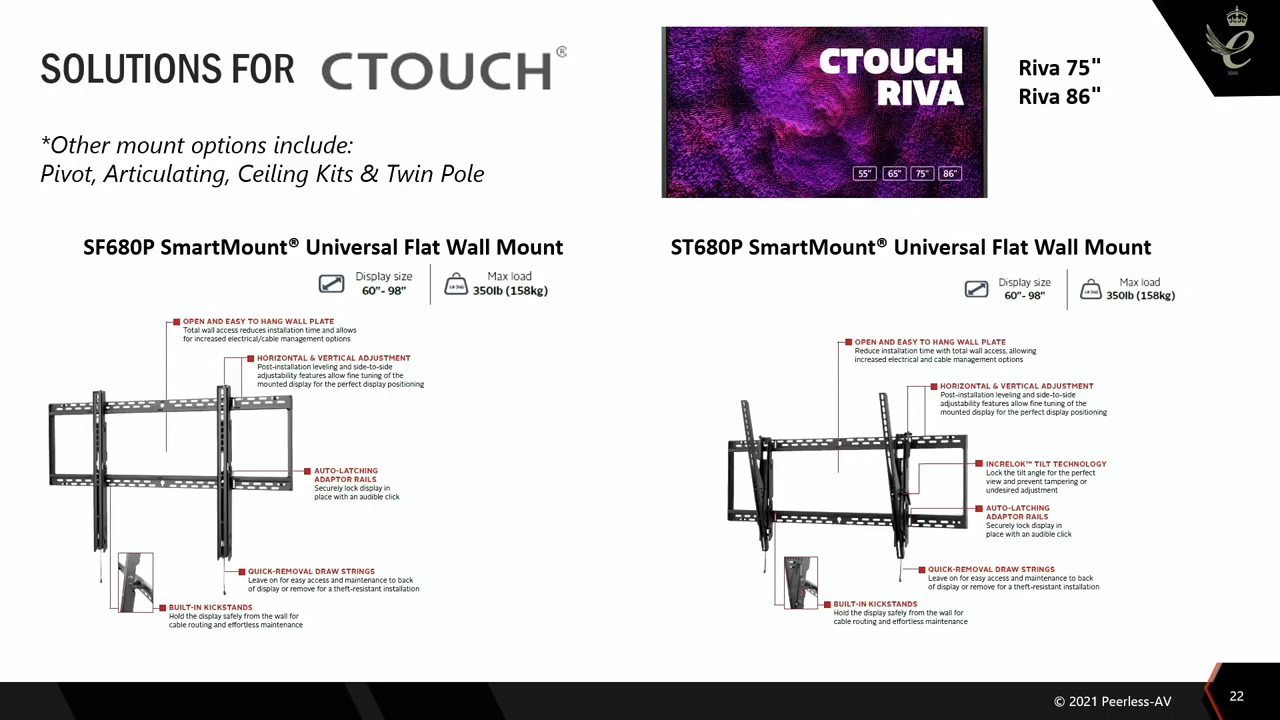 SOLUTIONS FOR CTOUCH®
*Other mount options include:
Pivot, Articulating, Ceiling Kits & Twin Pole
CTOUCH
RIVA
55" 65" 75" 86"
Riva 75"
Riva 86"
2020
SF680P SmartMount® Universal Flat Wall Mount
Display size
60"- 98"
Max load
350lb (158kg)
OPEN AND EASY TO HANG WALL PLATE
Total wall access reduces installation time and allows
for increased electrical/cable management options
HORIZONTAL & VERTICAL ADJUSTMENT
Post-installation leveling and side-to-side
adjustability features allow fine tuning of the
mounted display for the perfect display positioning
AUTO-LATCHING
ADAPTOR RAILS
Securely lock display in
place with an audible click
QUICK-REMOVAL DRAW STRINGS
Leave on for easy access and maintenance to back
of display or remove for a theft-resistant installation
BUILT-IN KICKSTANDS
Hold the display safely from the wall for
cable routing and effortless maintenance
ST680P SmartMount® Universal Flat Wall Mount
Display size
60"- 98"
Max load
350lb (158kg)
OPEN AND EASY TO HANG WALL PLATE
Reduce installation time with total wall access, allowing
increased electrical and cable management options
HORIZONTAL & VERTICAL ADJUSTMENT
Post-installation leveling and side-to-side
adjustability features allow fine tuning of the
mounted display for the perfect display positioning
INCRELOK™ TILT TECHNOLOGY
Lock the tilt angle for the perfect
view and prevent tampering or
undesired adjustment
AUTO-LATCHING
ADAPTOR RAILS
Securely lock display in
place with an audible click
QUICK-REMOVAL DRAW STRINGS
Leave on for easy access and maintenance to back
of display or remove for a theft-resistant installation
BUILT-IN KICKSTANDS
Hold the display safely from the wall for
cable routing and effortless maintenance
© 2021 Peerless-AV
22